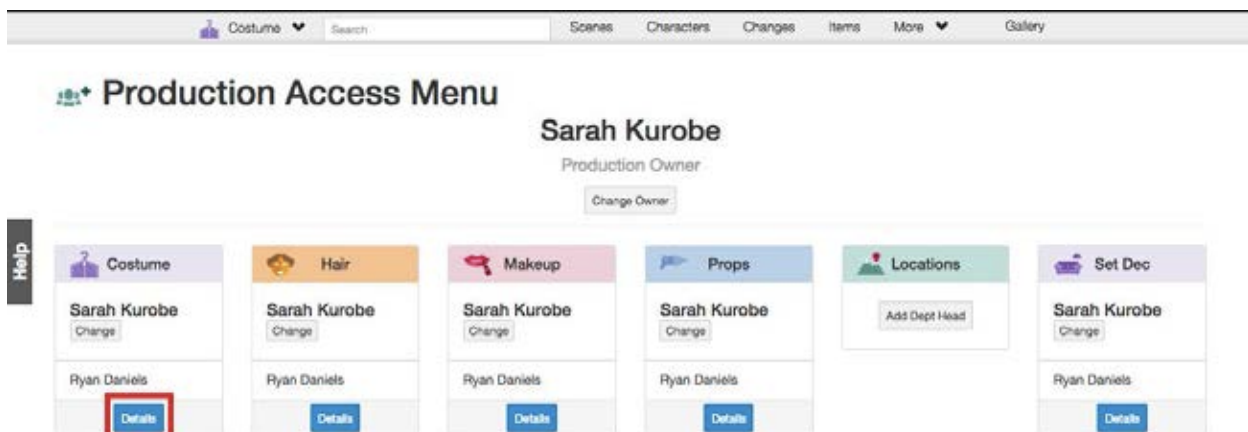 Costume Search Scenes Characters Changes Items More Gallery
Production Access Menu
Sarah Kurobe
Production Owner
Change Owner
Help
Costume Hair Makeup Props Locations Set Dec
Sarah Kurobe Sarah Kurobe Sarah Kurobe Sarah Kurobe Add Dept Head Sarah Kurobe
Change Change Change Change Change
Ryan Daniels Ryan Daniels Ryan Daniels Ryan Daniels Ryan Daniels
Details Details Details Details Details